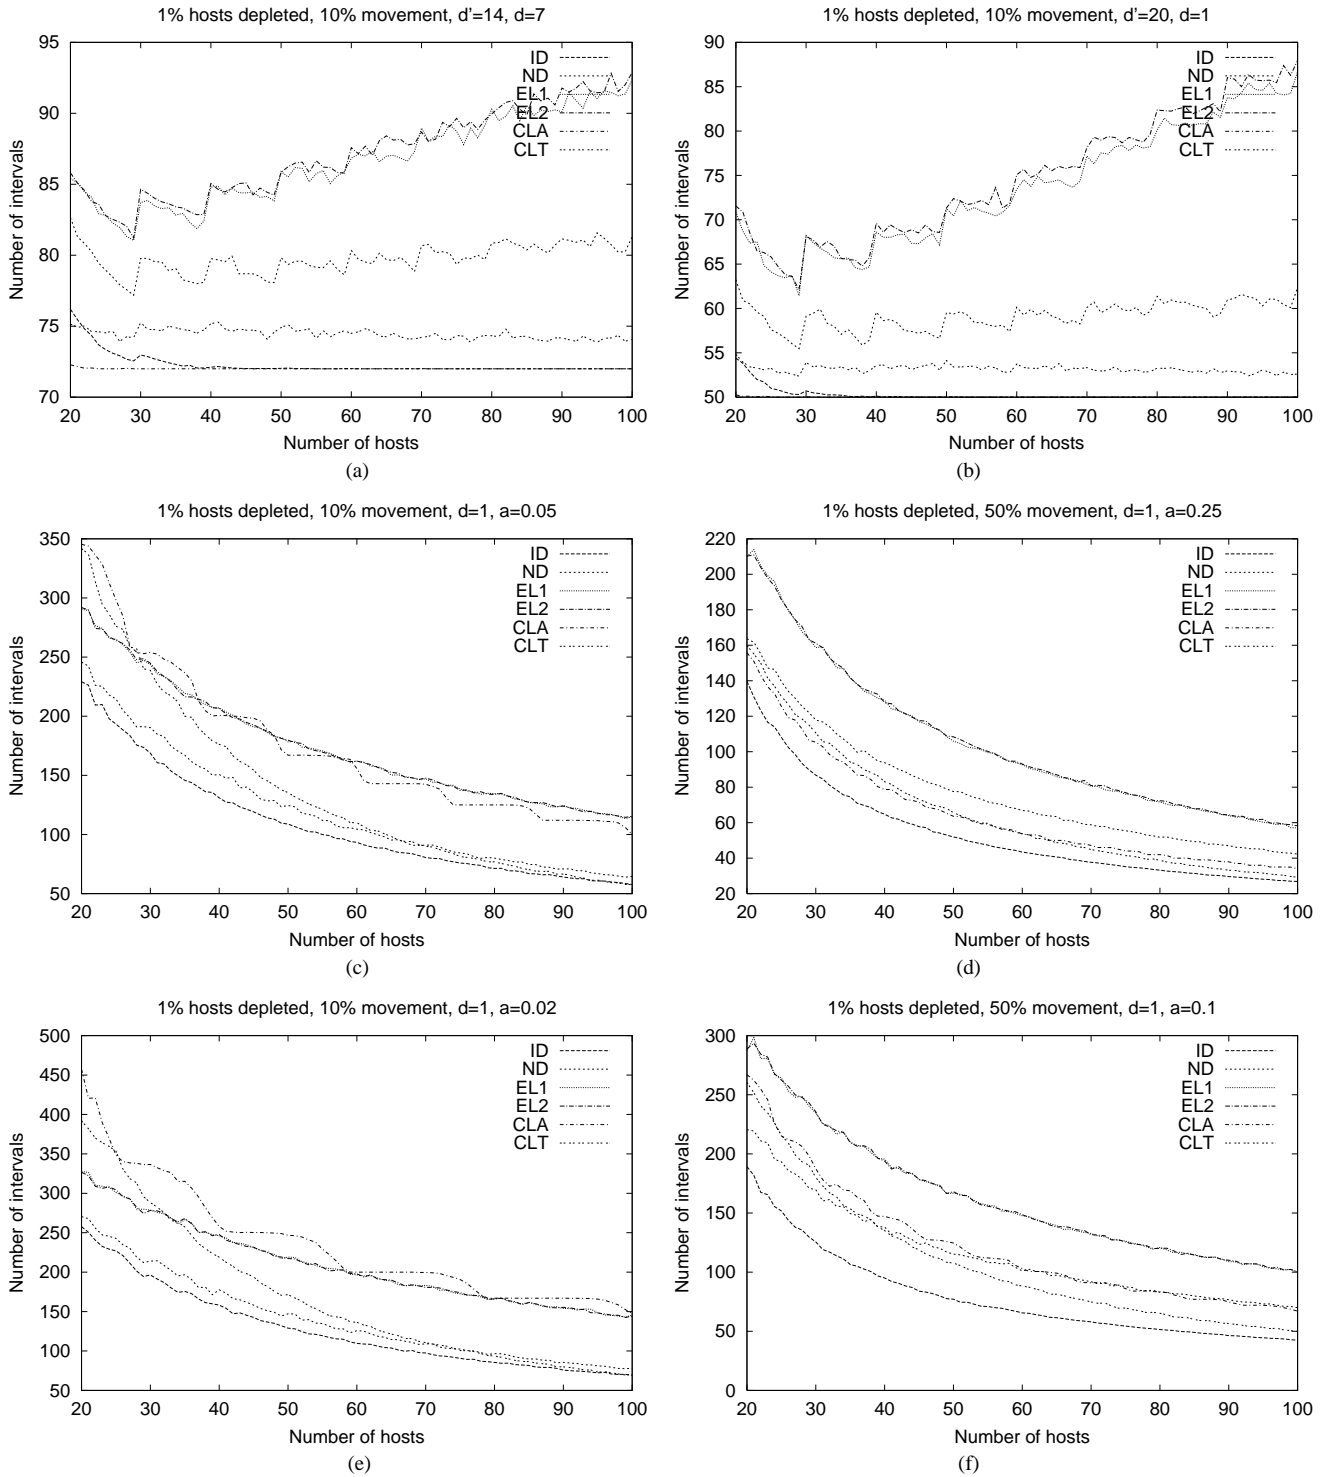 1% hosts depleted, 10% movement, d'=14, d=7
95
90
85
80
75
70
Number of intervals
ID
ND
EL1
EL2
CLA
CLT
20 30 40 50 60 70 80 90 100
Number of hosts
(a)
1% hosts depleted, 10% movement, d'=20, d=1
90
85
80
75
70
65
60
55
50
Number of intervals
ID
ND
EL1
EL2
CLA
CLT
20 30 40 50 60 70 80 90 100
Number of hosts
(b)
1% hosts depleted, 10% movement, d=1, a=0.05
350
300
250
200
150
100
50
Number of intervals
ID
ND
EL1
EL2
CLA
CLT
20 30 40 50 60 70 80 90 100
Number of hosts
(c)
1% hosts depleted, 50% movement, d=1, a=0.25
220
200
180
160
140
120
100
80
60
40
20
Number of intervals
ID
ND
EL1
EL2
CLA
CLT
20 30 40 50 60 70 80 90 100
Number of hosts
(d)
1% hosts depleted, 10% movement, d=1, a=0.02
500
450
400
350
300
250
200
150
100
50
Number of intervals
ID
ND
EL1
EL2
CLA
CLT
20 30 40 50 60 70 80 90 100
Number of hosts
(e)
1% hosts depleted, 50% movement, d=1, a=0.1
300
250
200
150
100
50
0
Number of intervals
ID
ND
EL1
EL2
CLA
CLT
20 30 40 50 60 70 80 90 100
Number of hosts
(f)